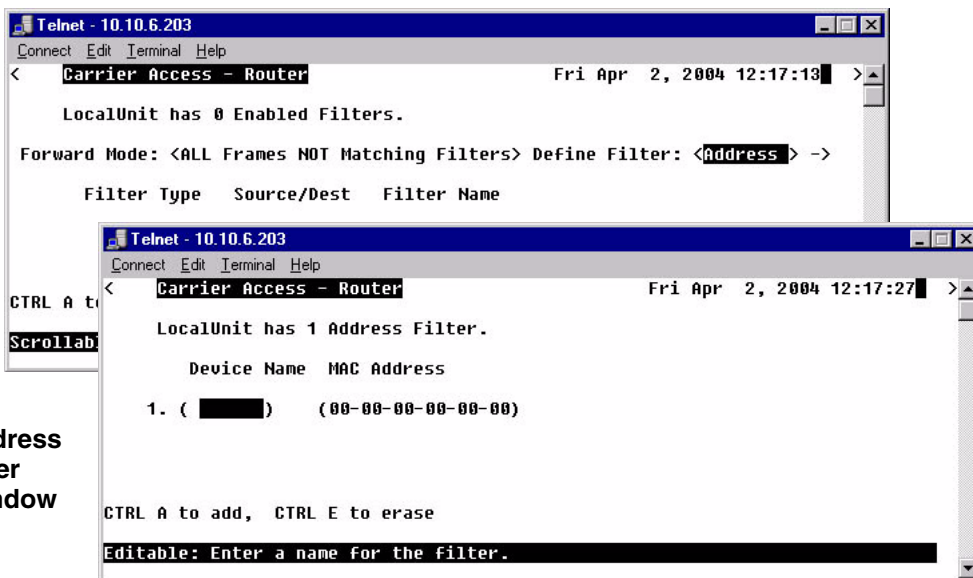 Telnet - 10.10.6.203
Connect Edit Terminal Help
< Carrier Access - Router Fri Apr 2, 2004 12:17:13 >
LocalUnit has 0 Enabled Filters.
Forward Mode: <ALL Frames NOT Matching Filters> Define Filter: <Address > ->
Filter Type Source/Dest Filter Name
CTRL A
Telnet - 10.10.6.203
Connect Edit Terminal Help
< Carrier Access - Router Fri Apr 2, 2004 12:17:27 >
LocalUnit has 1 Address Filter.
Device Name MAC Address
1. ( ) (00-00-00-00-00-00)
CTRL A to add, CTRL E to erase
Editable: Enter a name for the filter.